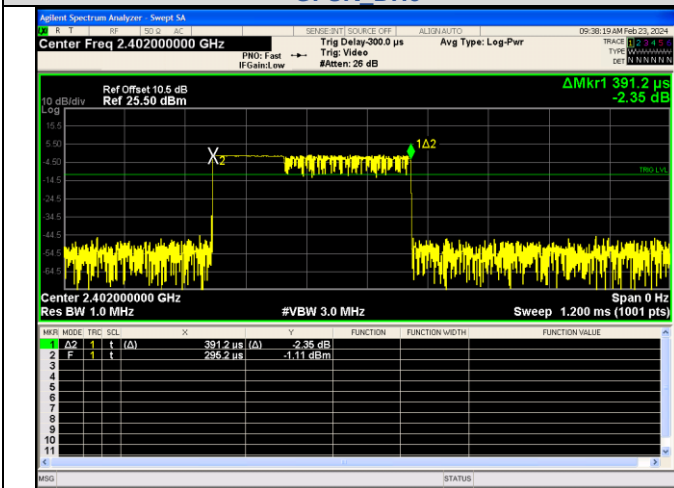 Agilent Spectrum Analyzer - Swept SA
R T RF 50 Ω AC SENSE:INT SOURCE OFF ALIGN AUTO 09:38:19 AM Feb 23, 2024
Center Freq 2.402000000 GHz
PNO: Fast
IFGain:Low
Trig Delay-300.0 µs
Trig: Video
#Atten: 26 dB
Avg Type: Log-Pwr
TRACE 1 2 3 4 5 6
TYPE
DET N N N N N N
ΔMkr1 391.2 µs
-2.35 dB
Ref Offset 10.5 dB
10 dB/div Ref 25.50 dBm
Log
15.5
5.50
-4.50
-14.5
-24.5
-34.5
-44.5
-54.5
-64.5
X2
1Δ2
TRIG LVL
Center 2.402000000 GHz Span 0 Hz
Res BW 1.0 MHz #VBW 3.0 MHz Sweep 1.200 ms (1001 pts)
MKR MODE TRC SCL X Y FUNCTION FUNCTION WIDTH FUNCTION VALUE
1 Δ2 1 t (Δ) 391.2 µs (Δ) -2.35 dB
2 F 1 t 295.2 µs -1.11 dBm
3
4
5
6
7
8
9
10
11
MSG STATUS